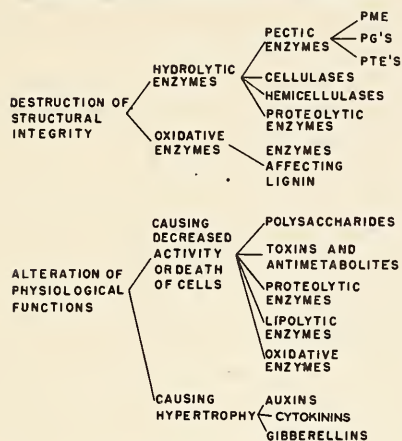 PME
PECTIC
ENZYMES
PG'S
PTE'S
HYDROLYTIC
ENZYMES
CELLULASES
HEMICELLULASES
PROTEOLYTIC
ENZYMES
DESTRUCTION OF
STRUCTURAL
INTEGRITY
OXIDATIVE
ENZYMES
ENZYMES
AFFECTING
LIGNIN
CAUSING
DECREASED
ACTIVITY
OR DEATH
OF CELLS
POLYSACCHARIDES
TOXINS AND
ANTIMETABOLITES
PROTEOLYTIC
ENZYMES
LIPOLYTIC
ENZYMES
OXIDATIVE
ENZYMES
ALTERATION OF
PHYSIOLOGICAL
FUNCTIONS
CAUSING
HYPERTROPHY
AUXINS
CYTOKININS
GIBBERELLINS